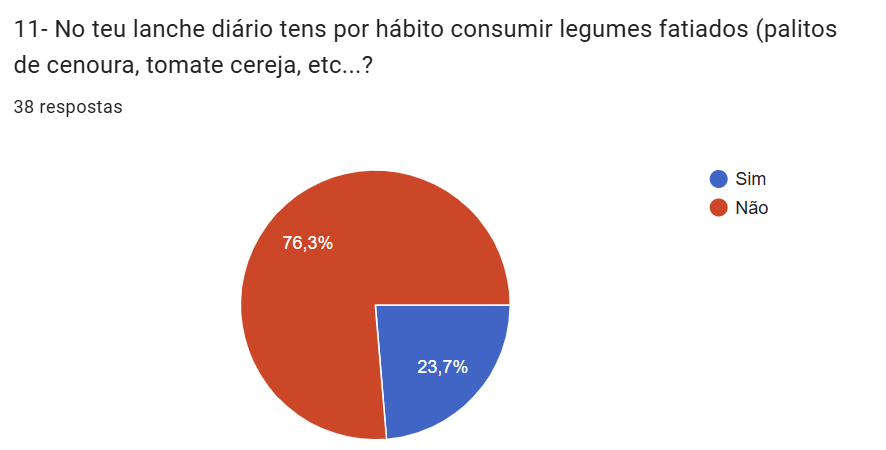 11- No teu lanche diário tens por hábito consumir legumes fatiados (palitos
de cenoura, tomate cereja, etc...?
38 respostas
Sim
Não
76,3%
23,7%